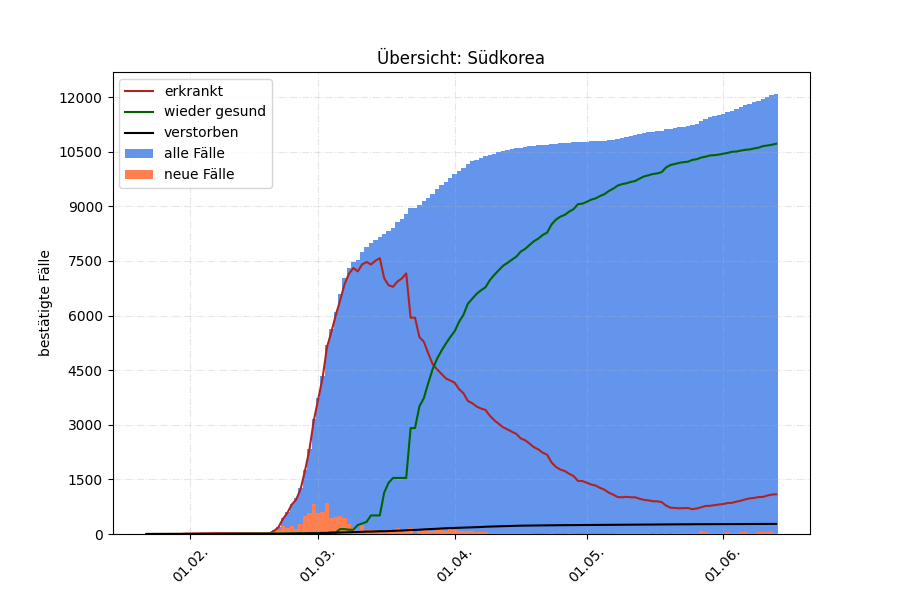 Übersicht: Südkorea
erkrankt
wieder gesund
verstorben
alle Fälle
neue Fälle
bestätigte Fälle
12000
10500
9000
7500
6000
4500
3000
1500
0
01.02.
01.03.
01.04.
01.05.
01.06.